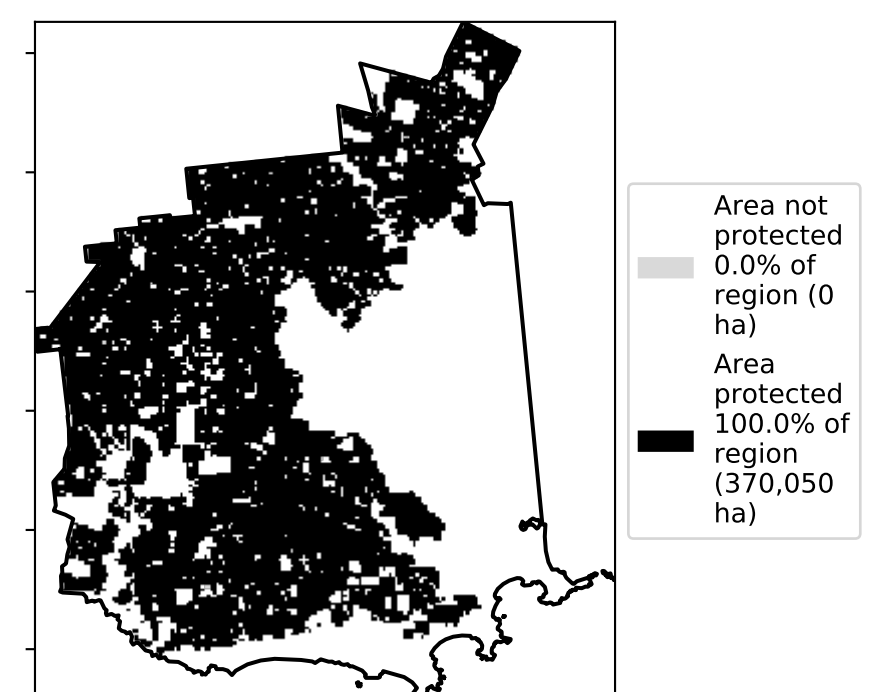 Area not
protected
0.0% of
region (0
ha)
Area
protected
100.0% of
region
(370,050
ha)